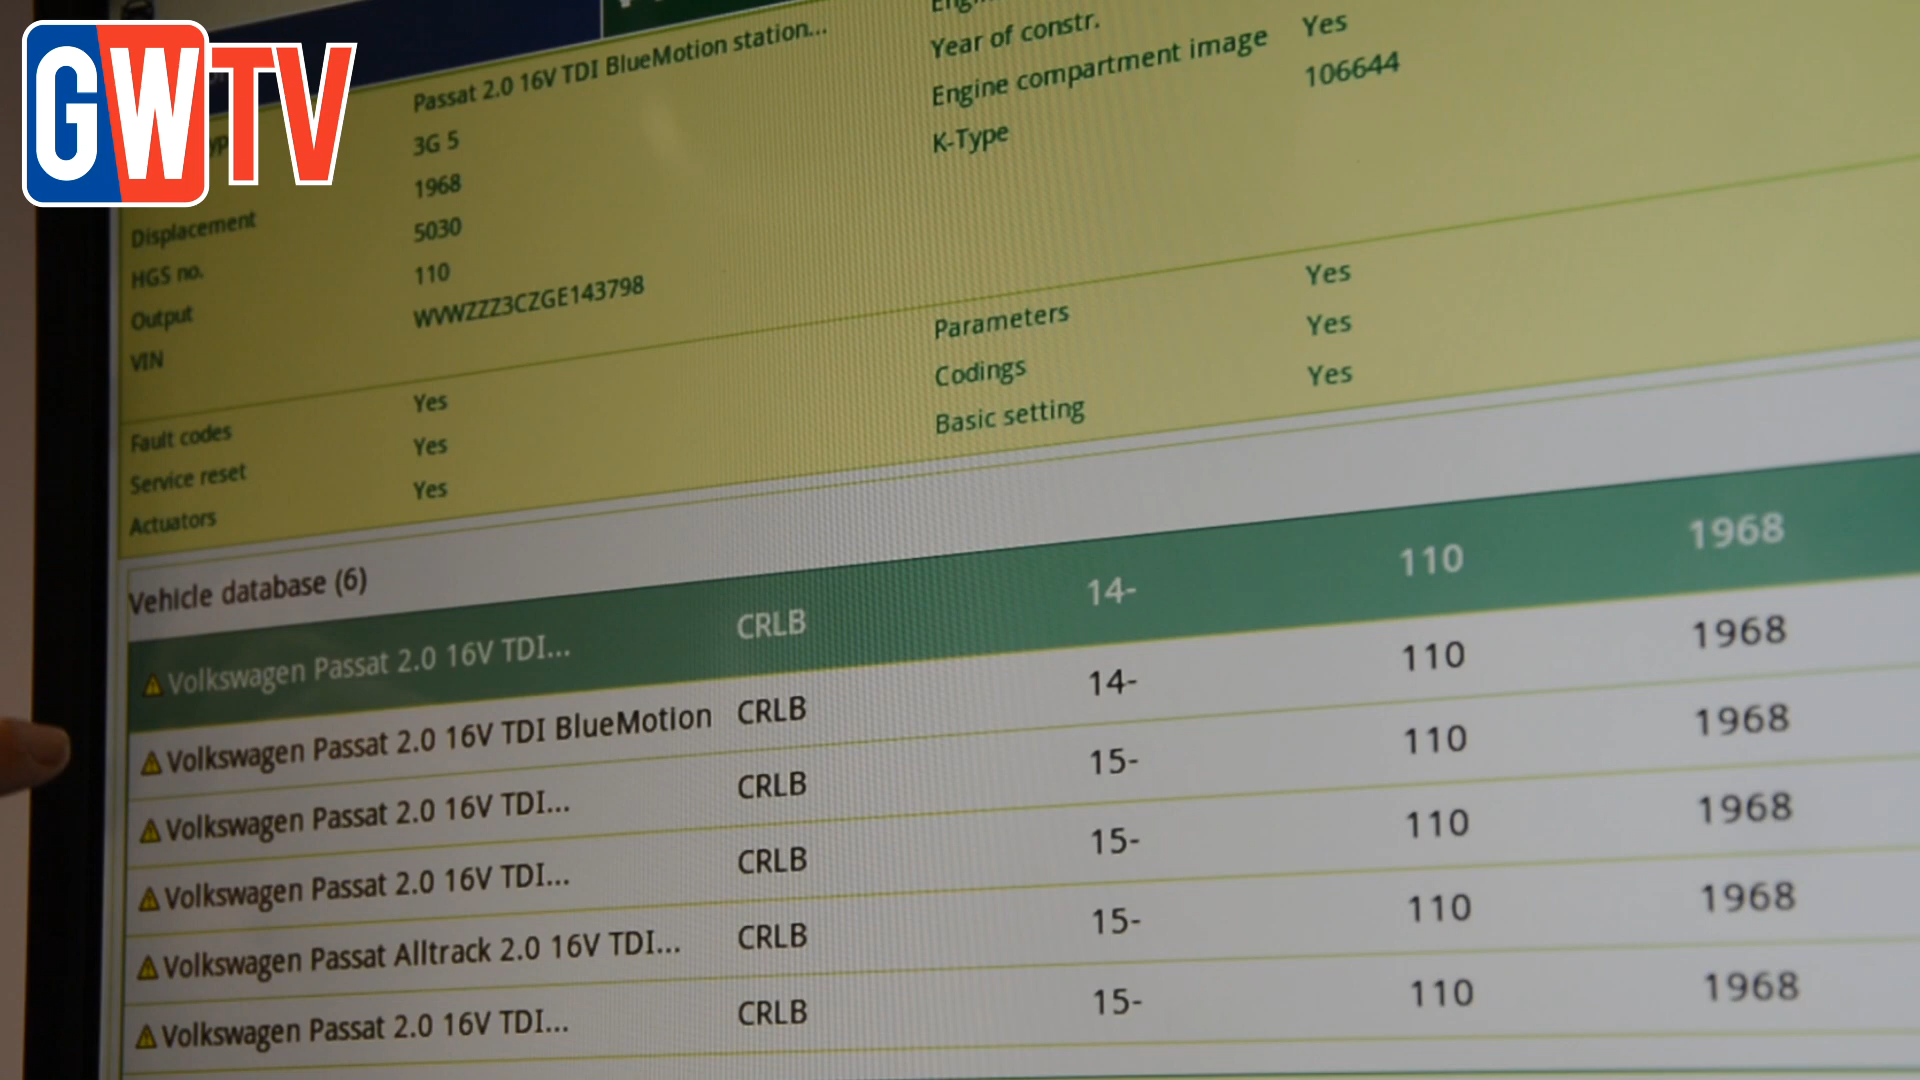 GWTV
Passat 2.0 16V TDI BlueMotion station...
3G 5
1968
Displacement
5030
HGS no.
110
Output
WVWZZZ3CZGE143798
VIN
Year of constr.
Engine compartment image
Yes
K-Type
106644
Fault codes
Yes
Service reset
Yes
Actuators
Yes
Parameters
Yes
Codings
Yes
Basic setting
Yes
Vehicle database (6)
Volkswagen Passat 2.0 16V TDI... CRLB 14- 110 1968
Volkswagen Passat 2.0 16V TDI BlueMotion CRLB 14- 110 1968
Volkswagen Passat 2.0 16V TDI... CRLB 15- 110 1968
Volkswagen Passat 2.0 16V TDI... CRLB 15- 110 1968
Volkswagen Passat Alltrack 2.0 16V TDI... CRLB 15- 110 1968
Volkswagen Passat 2.0 16V TDI... CRLB 15- 110 1968